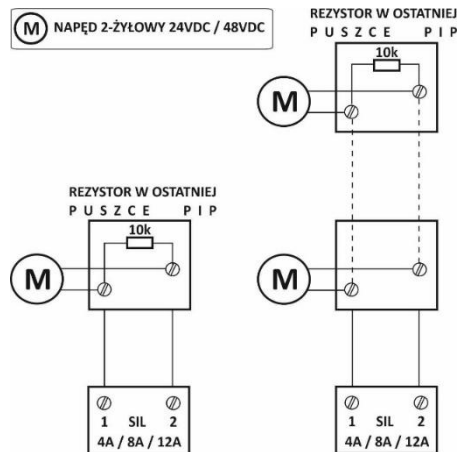 M NAPĘD 2-ŻYŁOWY 24VDC / 48VDC
REZYSTOR W OSTATNIEJ
PUSZCE PIP
10k
M
REZYSTOR W OSTATNIEJ
PUSZCE PIP
10k
M
M
1 SIL 2
4A / 8A / 12A
1 SIL 2
4A / 8A / 12A